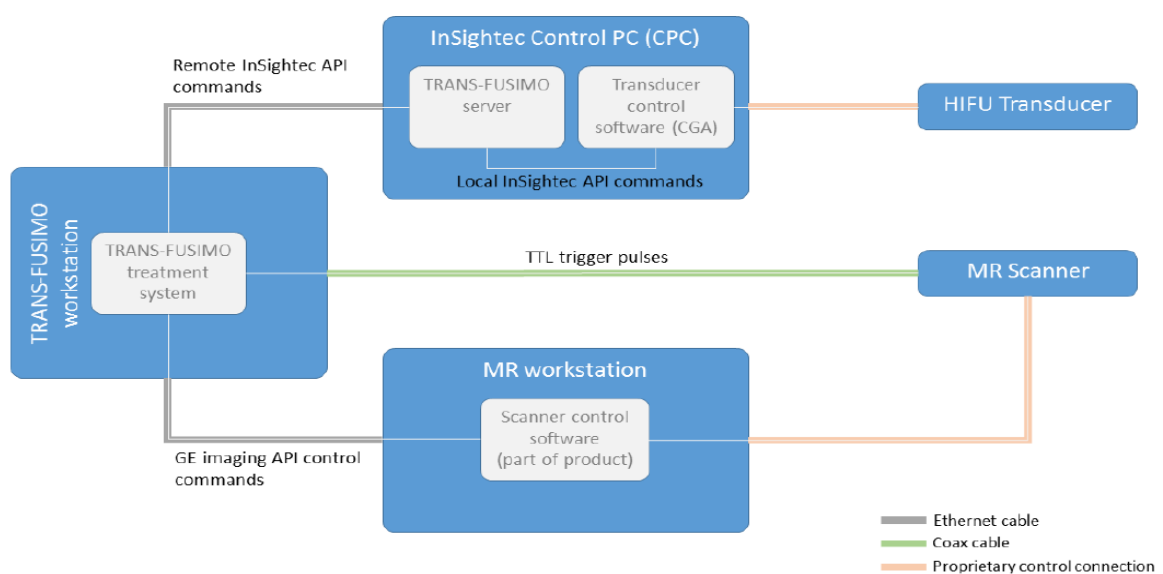 InSightec Control PC (CPC)
Remote InSightec API
commands
TRANS-FUSIMO
server
Transducer
control
software (CGA)
HIFU Transducer
Local InSightec API commands
TRANS-FUSIMO
workstation
TRANS-FUSIMO
treatment
system
TTL trigger pulses
MR Scanner
MR workstation
Scanner control
software
(part of product)
GE imaging API control
commands
Ethernet cable
Coax cable
Proprietary control connection